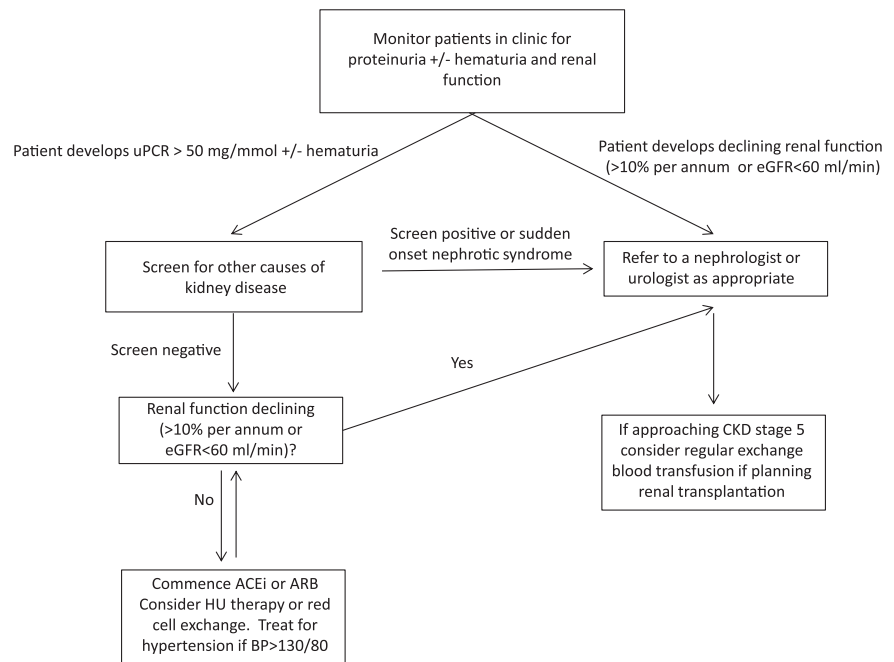 Monitor patients in clinic for
proteinuria +/- hematuria and renal
function
Patient develops uPCR > 50 mg/mmol +/- hematuria
Patient develops declining renal function
(>10% per annum or eGFR<60 ml/min)
Screen for other causes of
kidney disease
Screen positive or sudden
onset nephrotic syndrome
Refer to a nephrologist or
urologist as appropriate
Screen negative
Yes
Renal function declining
(>10% per annum or
eGFR<60 ml/min)?
If approaching CKD stage 5
consider regular exchange
blood transfusion if planning
renal transplantation
No
Commence ACEi or ARB
Consider HU therapy or red
cell exchange. Treat for
hypertension if BP>130/80